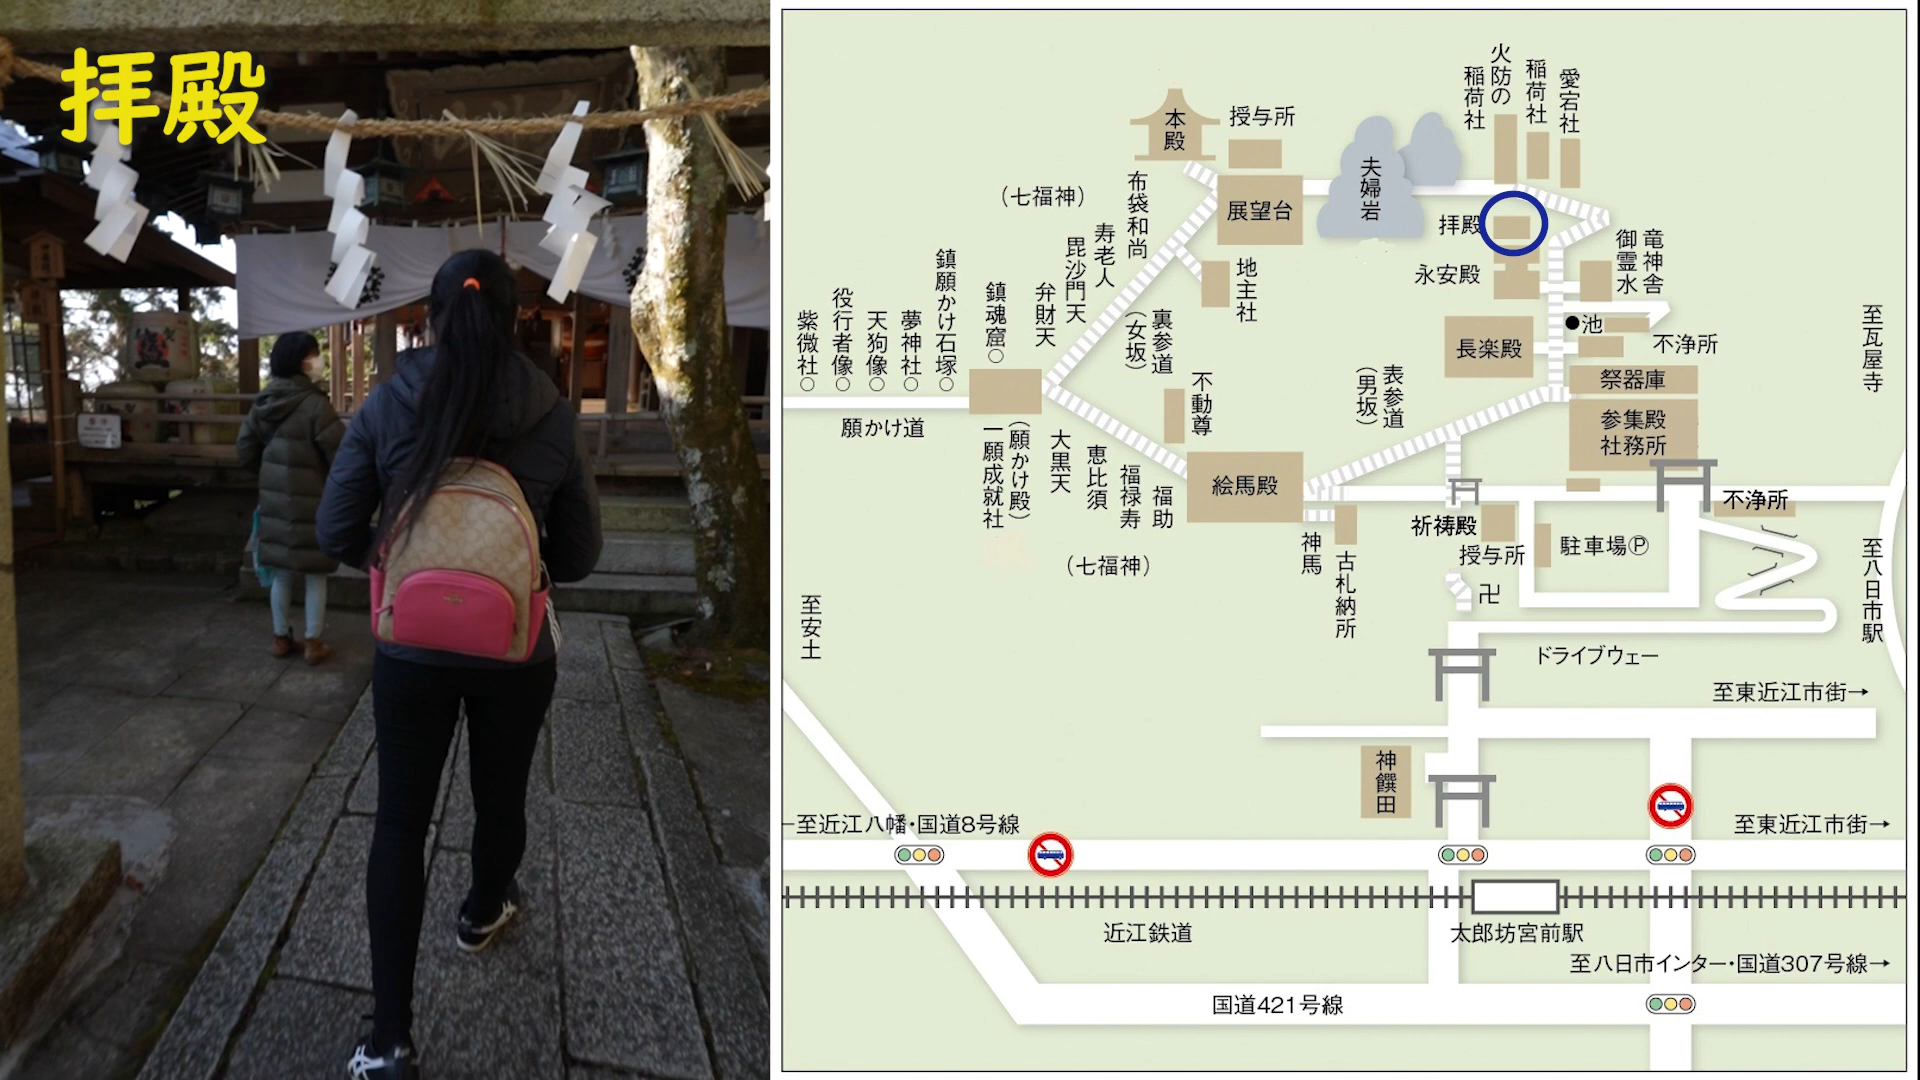 拝殿
火防の
稲荷社
稲荷社
愛宕社
本殿
授与所
夫婦岩
展望台
拝殿
永安殿
竜神舎
御霊水
布袋和尚
(七福神)
寿老人
毘沙門天
弁財天
地主社
裏参道
(女坂)
鎮魂窟○
鎮願かけ石塚○
夢神社○
天狗像○
役行者像○
紫微社○
願かけ道
(願かけ殿)
一願成就社
不動尊
表参道
(男坂)
長楽殿
●池
不浄所
祭器庫
参集殿
社務所
至瓦屋寺
大黒天
恵比須
福禄寿
福助
(七福神)
絵馬殿
神馬
古札納所
祈祷殿
授与所
卍
駐車場Ⓟ
不浄所
至八日市駅
至安土
ドライブウェー
至東近江市街→
神饌田
至近江八幡・国道8号線
至東近江市街→
近江鉄道
太郎坊宮前駅
至八日市インター・国道307号線→
国道421号線